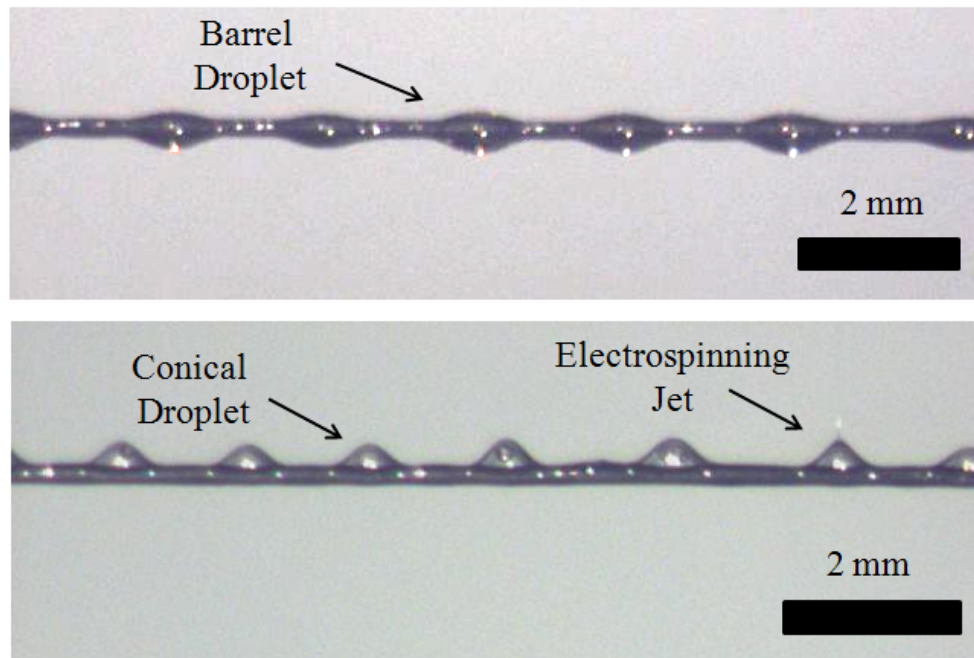 Barrel
Droplet
2 mm
Conical
Droplet
Electrospinning
Jet
2 mm